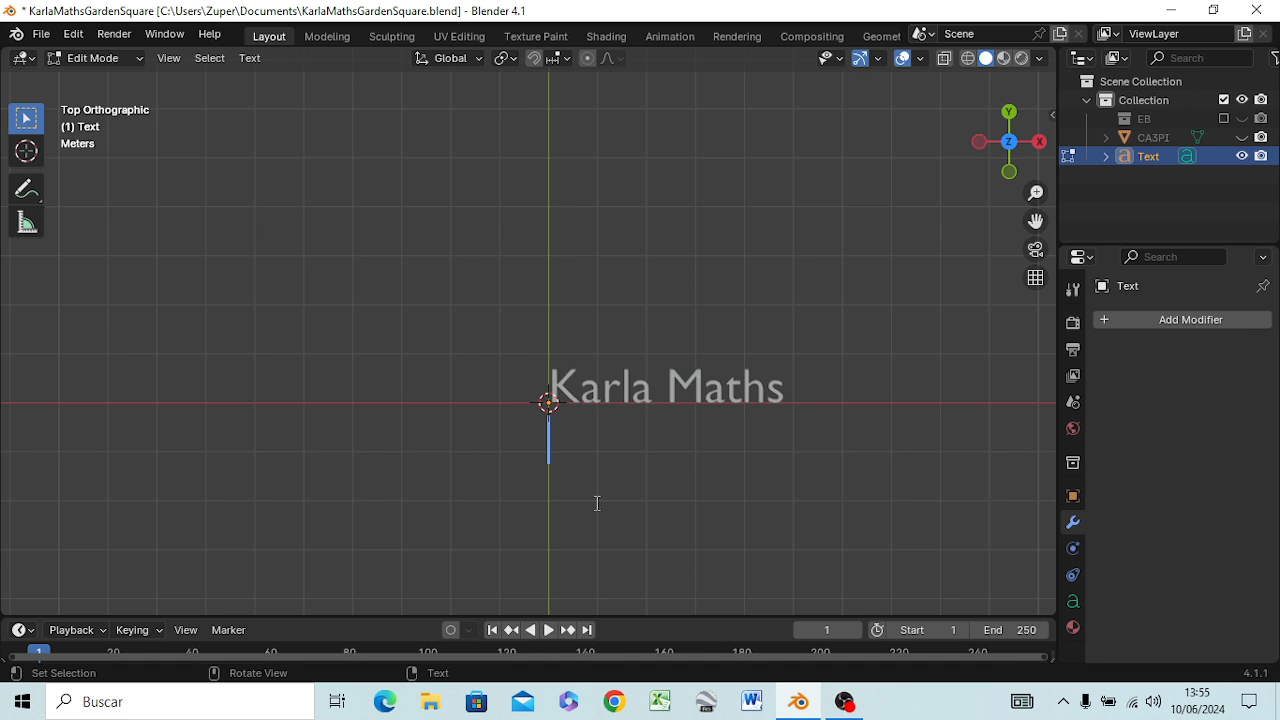 * KarlaMathsGardenSquare [C:\Users\Zuper\Documents\KarlaMathsGardenSquare.blend] - Blender 4.1
File Edit Render Window Help Layout Modeling Sculpting UV Editing Texture Paint Shading Animation Rendering Compositing Geomet Scene ViewLayer
Edit Mode View Select Text Global Search
Top Orthographic
(1) Text
Meters
Y
X
Z
Scene Collection
Collection
EB
CA3PI
Text
Search
Text
+ Add Modifier
Karla Maths
Playback Keying View Marker 1 Start 1 End 250
1 20 40 60 80 100 120 140 160 180 200 220 240
Set Selection Rotate View Text 4.1.1
Buscar
13:55
10/06/2024